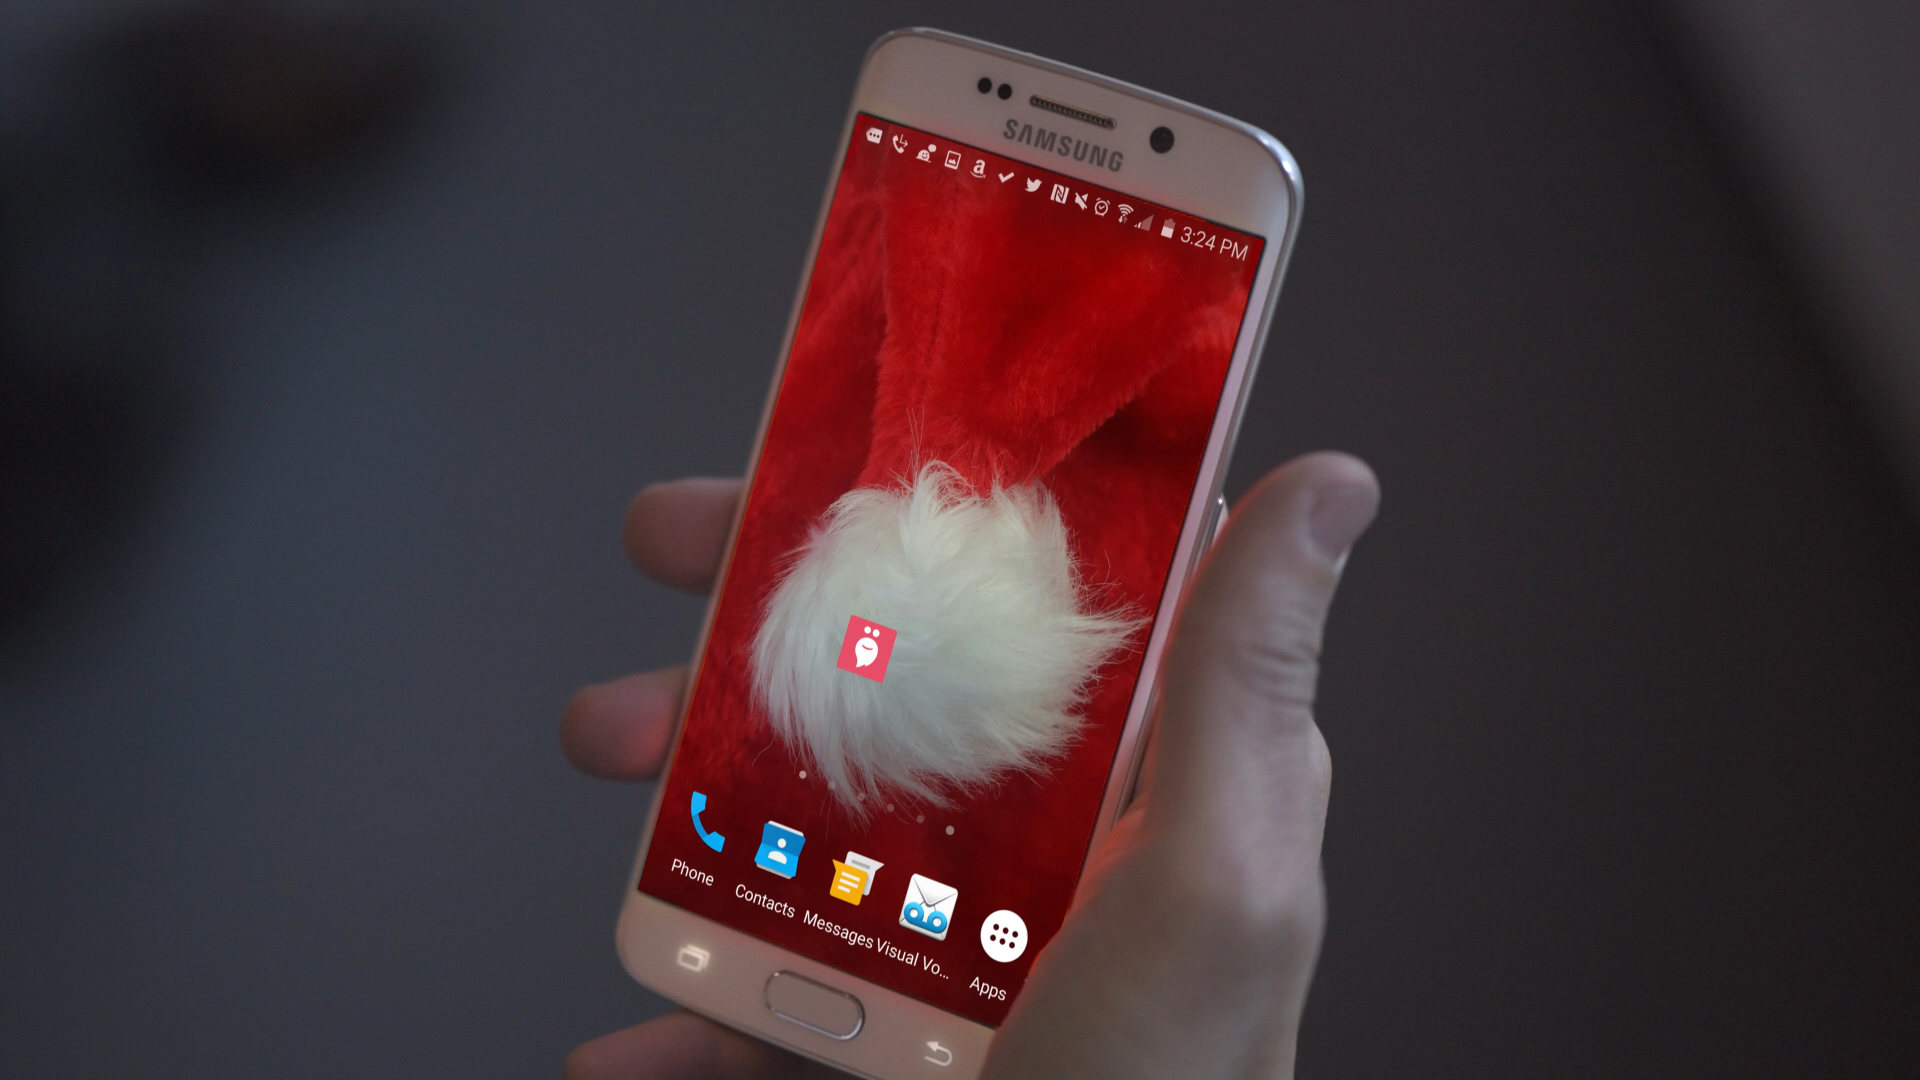 SAMSUNG
3:24 PM
Phone
Contacts
Messages
Visual Vo...
Apps